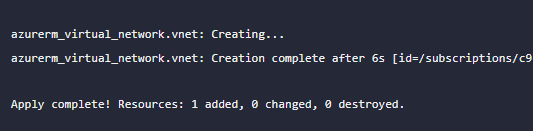 azurerm_virtual_network.vnet: Creating...
azurerm_virtual_network.vnet: Creation complete after 6s [id=/subscriptions/c9
Apply complete! Resources: 1 added, 0 changed, 0 destroyed.